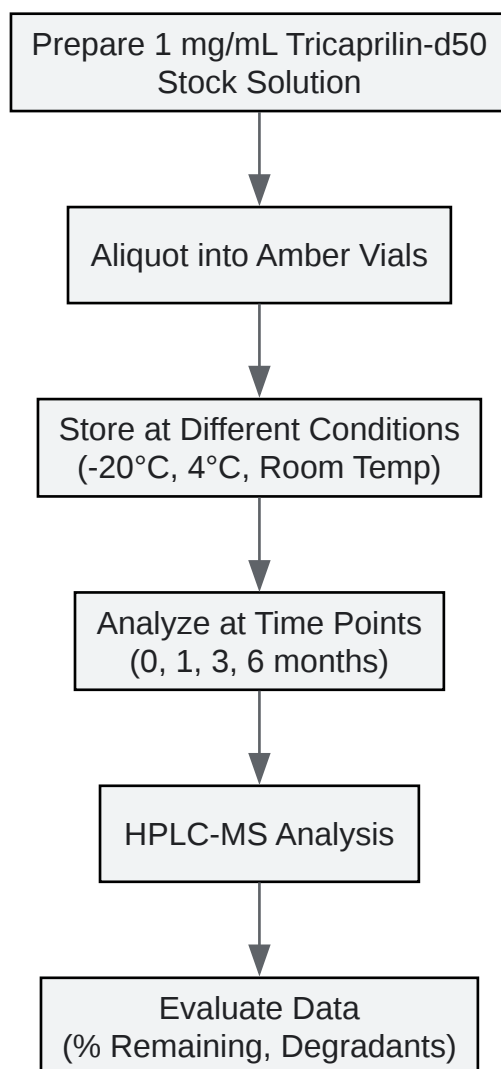 Prepare 1 mg/mL Tricaprilin-d50
Stock Solution
Aliquot into Amber Vials
Store at Different Conditions
(-20°C, 4°C, Room Temp)
Analyze at Time Points
(0, 1, 3, 6 months)
HPLC-MS Analysis
Evaluate Data
(% Remaining, Degradants)